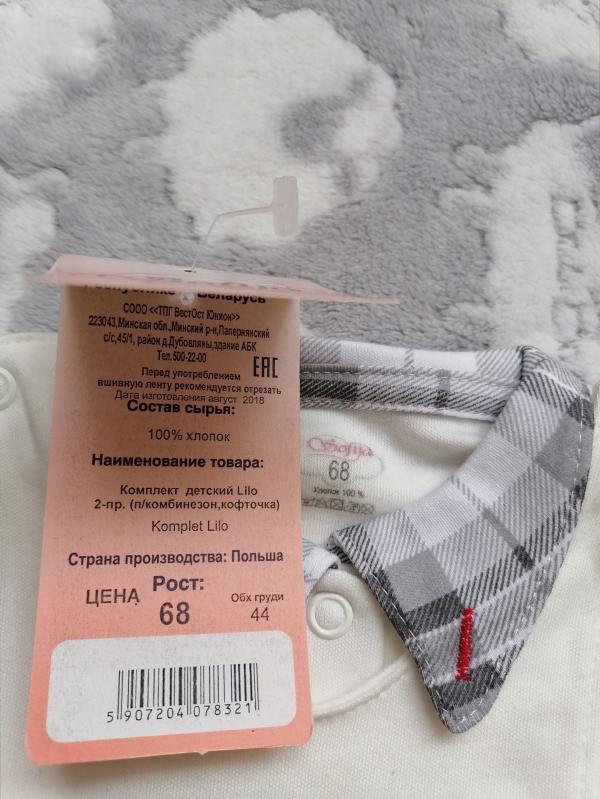 Республике Беларусь
СООО <<ТПГ ВестОст Юнион>>
223043,Минская обл.,Минский р-н,Папернянский
с/с,45/1, район д.Дубовляны,здание АБК
Тел.500-22-00
EAC
Перед употреблением
вшивную ленту рекомендуется отрезать
Дата изготовления август 2018
Состав сырья:
100% хлопок
Наименование товара:
Комплект детский Lilo
2-пр. (п/комбинезон,кофточка)
Komplet Lilo
Страна производства: Польша
ЦЕНА Рост: Обх груди
68 44
5 907204 078321
Sofija
68
Хлопок 100 %